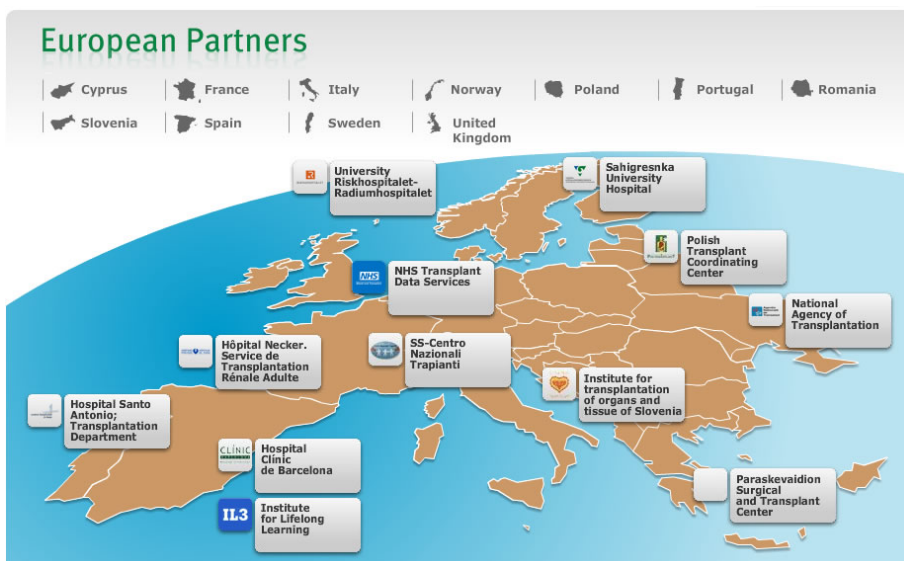 European Partners
Cyprus
France
Italy
Norway
Poland
Portugal
Romania
Slovenia
Spain
Sweden
United
Kingdom
University
Riskhospitalet-
Radiumhospitalet
Sahigresnka
University
Hospital
Polish
Transplant
Coordinating
Center
NHS
NHS Transplant
Data Services
National
Agency of
Transplantation
Hôpital Necker.
Service de
Transplantation
Rénale Adulte
SS-Centro
Nazionali
Trapianti
Institute for
transplantation
of organs and
tissue of Slovenia
Hospital Santo
Antonio;
Transplantation
Department
CLÍNIC
Hospital
Clínic
de Barcelona
Paraskevaidion
Surgical
and Transplant
Center
IL3
Institute
for Lifelong
Learning